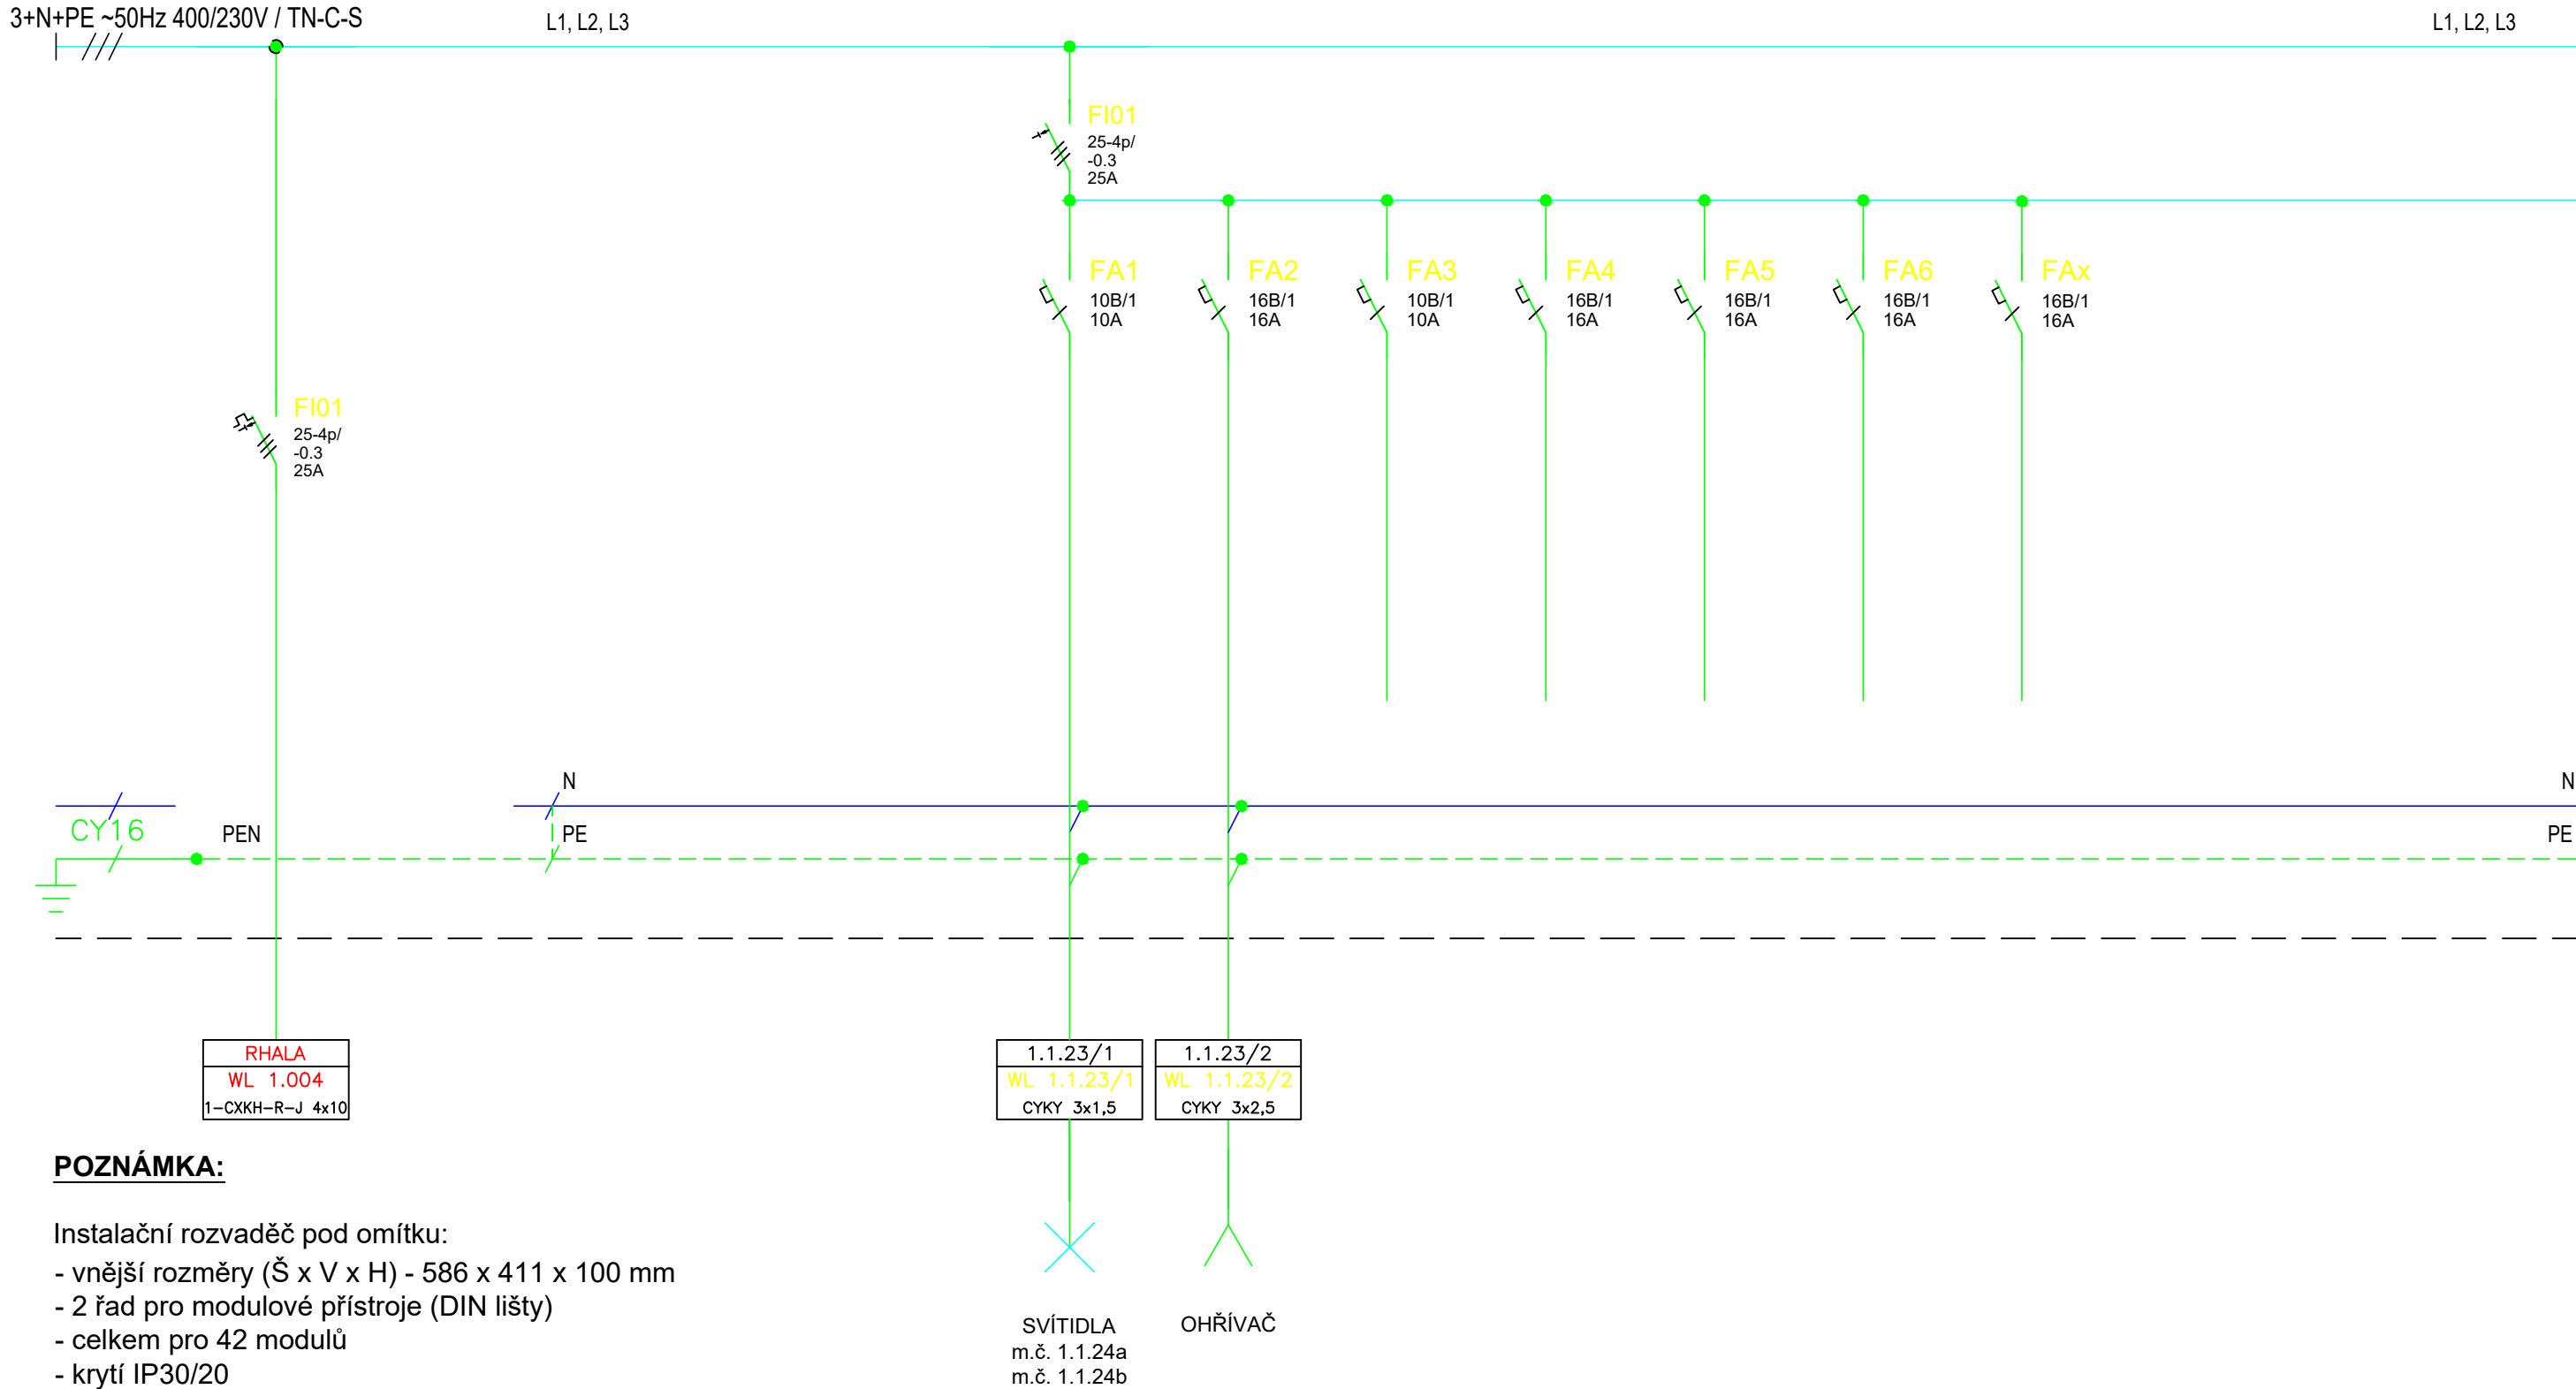 3+N+PE ~50Hz 400/230V / TN-C-S
L1, L2, L3
L1, L2, L3
FI01
25-4p/
-0.3
25A
FA1
10B/1
10A
FA2
16B/1
16A
FA3
10B/1
10A
FA4
16B/1
16A
FA5
16B/1
16A
FA6
16B/1
16A
FAx
16B/1
16A
FI01
25-4p/
-0.3
25A
N
N
CY16
PEN
PE
PE
RHALA
WL 1.004
1-CXKH-R-J 4x10
1.1.23/1
WL 1.1.23/1
CYKY 3x1,5
1.1.23/2
WL 1.1.23/2
CYKY 3x2,5
POZNÁMKA:
Instalační rozvaděč pod omítku:
- vnější rozměry (Š x V x H) - 586 x 411 x 100 mm
- 2 řad pro modulové přístroje (DIN lišty)
- celkem pro 42 modulů
- krytí IP30/20
SVÍTIDLA
m.č. 1.1.24a
m.č. 1.1.24b
OHŘÍVAČ